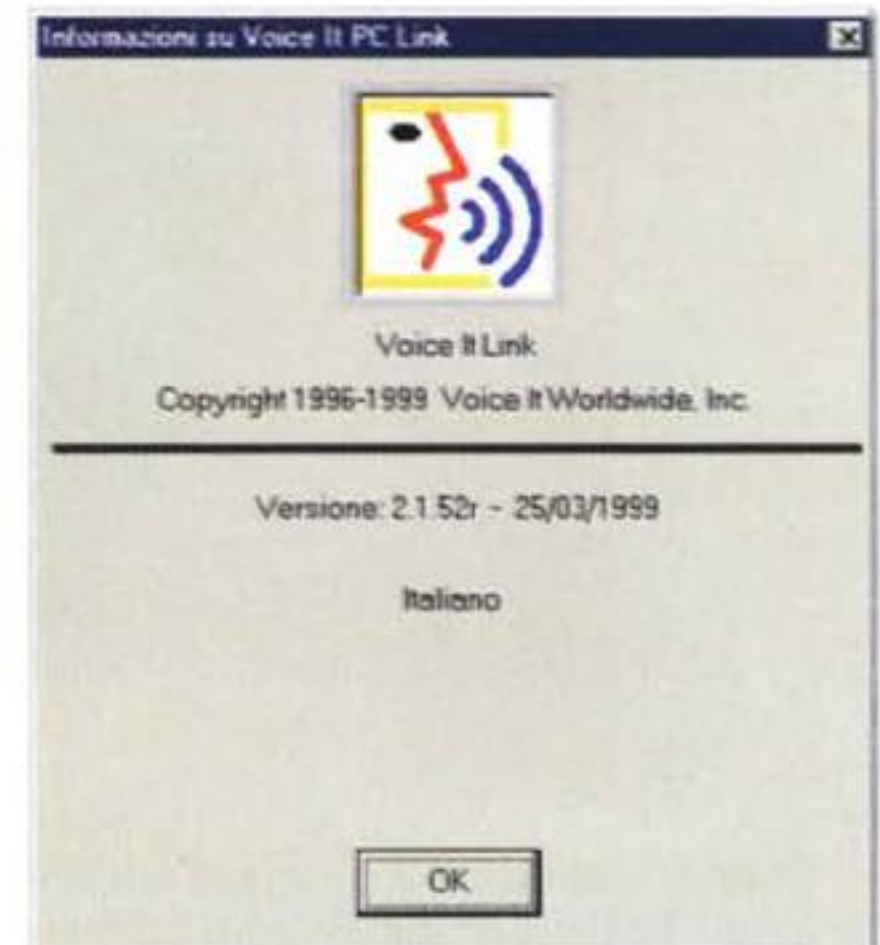 Informazioni su Voice It PC Link
Voice It Link
Copyright 1996-1999 Voice It Worldwide, Inc.
Versione: 2.1.52r - 25/03/1999
Italiano
OK